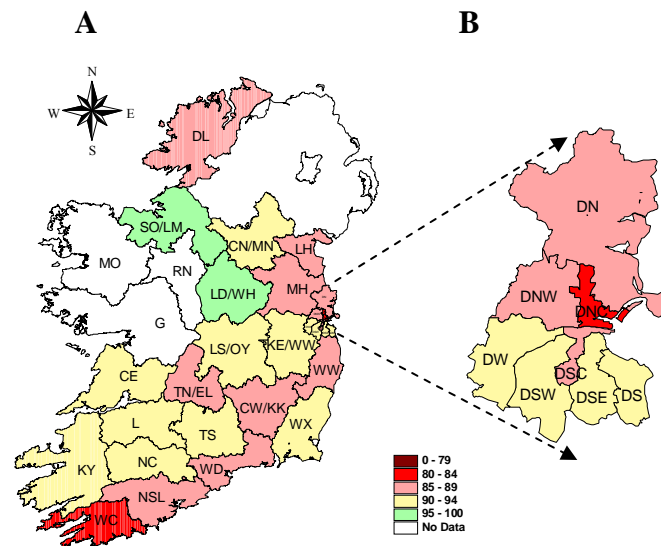 A
B
N
W E
S
DL
SO/LM
CN/MN
LH
MO
RN
LD/WH
MH
G
LS/OY
KE/WW
CE
TN/EL
WW
CW/KK
L
TS
WX
KY
NC
WD
NSL
WC
DN
DNW
DNC
DW
DSC
DSW
DSE
DS
0 - 79
80 - 84
85 - 89
90 - 94
95 - 100
No Data